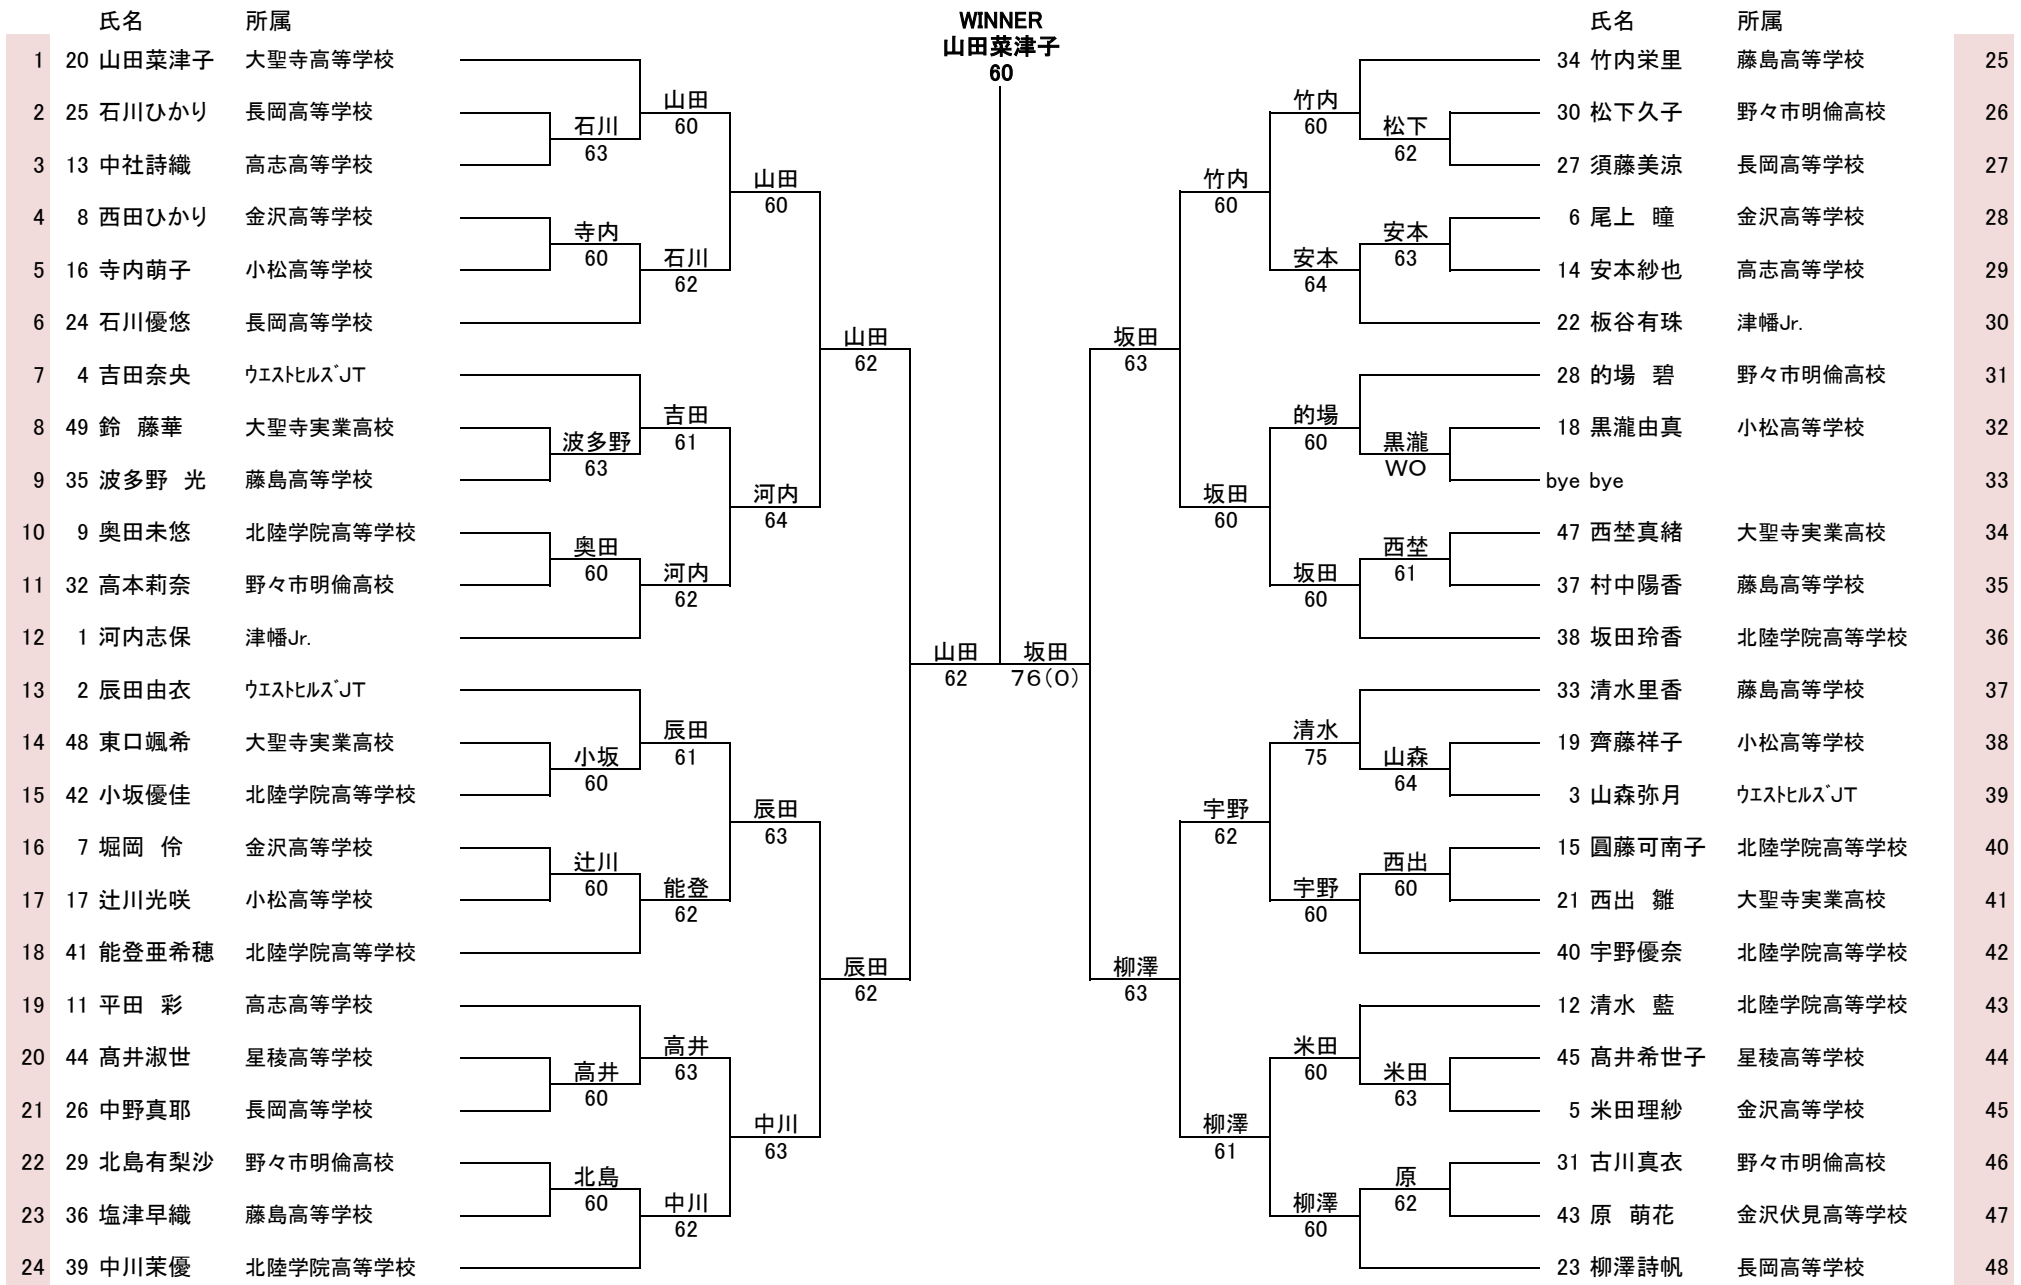 氏名 所属 WINNER 氏名 所属
山田菜津子
60
1 20 山田菜津子 大聖寺高等学校 34 竹内栄里 藤島高等学校 25
山田 竹内
2 25 石川ひかり 長岡高等学校 石川 60 60 松下 30 松下久子 野々市明倫高校 26
63 62
3 13 中社詩織 高志高等学校 27 須藤美涼 長岡高等学校 27
山田 竹内
60 60
4 8 西田ひかり 金沢高等学校 6 尾上 瞳 金沢高等学校 28
寺内 安本
60 石川 安本 63
5 16 寺内萌子 小松高等学校 62 64 14 安本紗也 高志高等学校 29
6 24 石川優悠 長岡高等学校 22 板谷有珠 津幡Jr. 30
山田 坂田
62 63
7 4 吉田奈央 ｳｴｽﾄﾋﾙｽﾞJT 28 的場 碧 野々市明倫高校 31
吉田 的場
8 49 鈴 藤華 大聖寺実業高校 波多野 61 60 黒瀧 18 黒瀧由真 小松高等学校 32
63 WO
9 35 波多野 光 藤島高等学校 bye bye 33
河内 坂田
64 60
10 9 奥田未悠 北陸学院高等学校 47 西埜真緒 大聖寺実業高校 34
奥田 西埜
60 河内 坂田 61
11 32 高本莉奈 野々市明倫高校 62 60 37 村中陽香 藤島高等学校 35
12 1 河内志保 津幡Jr. 38 坂田玲香 北陸学院高等学校 36
山田 坂田
62 76(0)
13 2 辰田由衣 ｳｴｽﾄﾋﾙｽﾞJT 33 清水里香 藤島高等学校 37
辰田 清水
14 48 東口颯希 大聖寺実業高校 小坂 61 75 山森 19 齊藤祥子 小松高等学校 38
60 64
15 42 小坂優佳 北陸学院高等学校 3 山森弥月 ｳｴｽﾄﾋﾙｽﾞJT 39
辰田 宇野
63 62
16 7 堀岡 伶 金沢高等学校 15 圓藤可南子 北陸学院高等学校 40
辻川 西出
60 能登 宇野 60
17 17 辻川光咲 小松高等学校 62 60 21 西出 雛 大聖寺実業高校 41
18 41 能登亜希穂 北陸学院高等学校 40 宇野優奈 北陸学院高等学校 42
辰田 柳澤
62 63
19 11 平田 彩 高志高等学校 12 清水 藍 北陸学院高等学校 43
高井 米田
20 44 髙井淑世 星稜高等学校 高井 63 60 米田 45 髙井希世子 星稜高等学校 44
60 63
21 26 中野真耶 長岡高等学校 5 米田理紗 金沢高等学校 45
中川 柳澤
63 61
22 29 北島有梨沙 野々市明倫高校 31 古川真衣 野々市明倫高校 46
北島 原
60 中川 柳澤 62
23 36 塩津早織 藤島高等学校 62 60 43 原 萌花 金沢伏見高等学校 47
24 39 中川茉優 北陸学院高等学校 23 柳澤詩帆 長岡高等学校 48